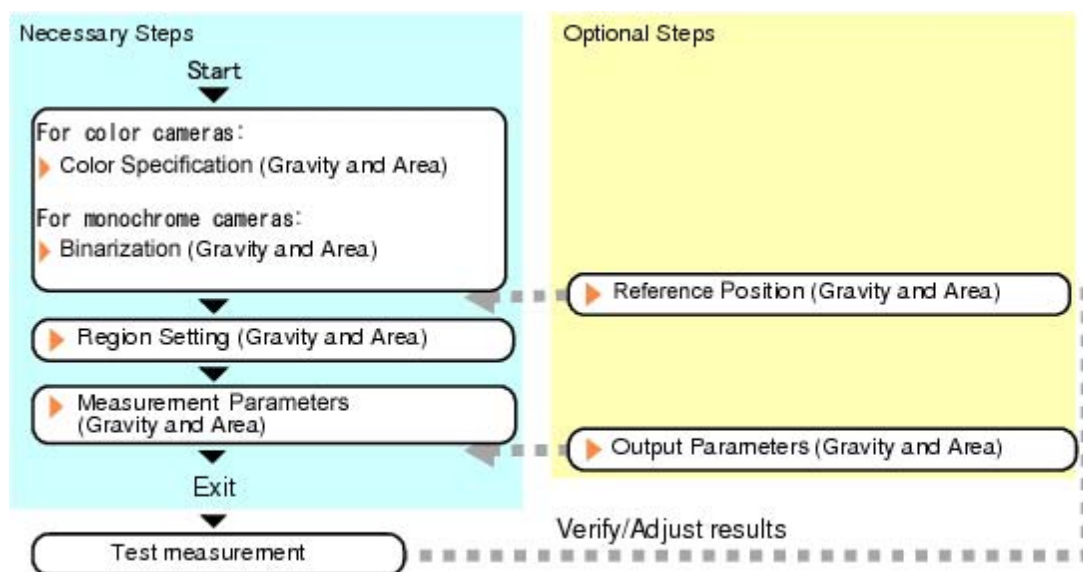 Necessary Steps
Start
For color cameras:
Color Specification (Gravity and Area)
For monochrome cameras:
Binarization (Gravity and Area)
Region Setting (Gravity and Area)
Measurement Parameters
(Gravity and Area)
Exit
Test measurement
Optional Steps
Reference Position (Gravity and Area)
Output Parameters (Gravity and Area)
Verify/Adjust results